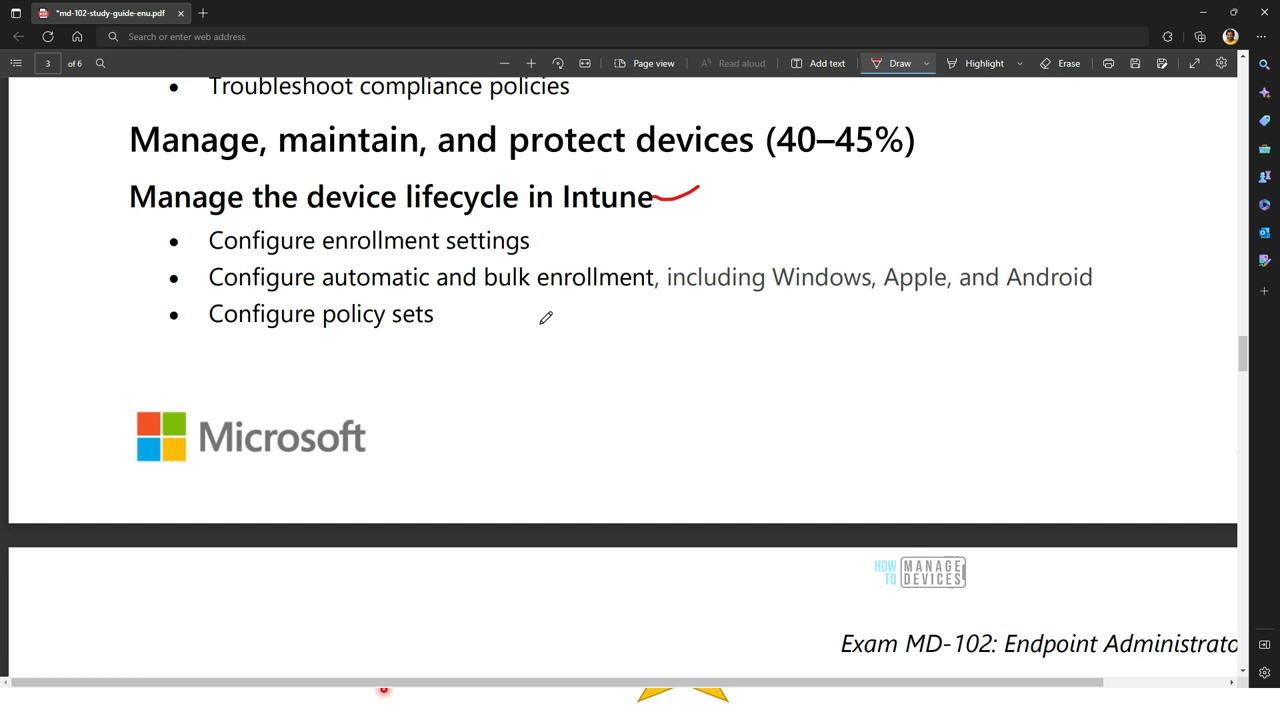 *md-102-study-guide-enu.pdf
Search or enter web address
3 of 6 Page view Read aloud Add text Draw Highlight Erase
• Troubleshoot compliance policies
Manage, maintain, and protect devices (40–45%)
Manage the device lifecycle in Intune
• Configure enrollment settings
• Configure automatic and bulk enrollment, including Windows, Apple, and Android
• Configure policy sets
Microsoft
HOW TO MANAGE DEVICES
Exam MD-102: Endpoint Administrato